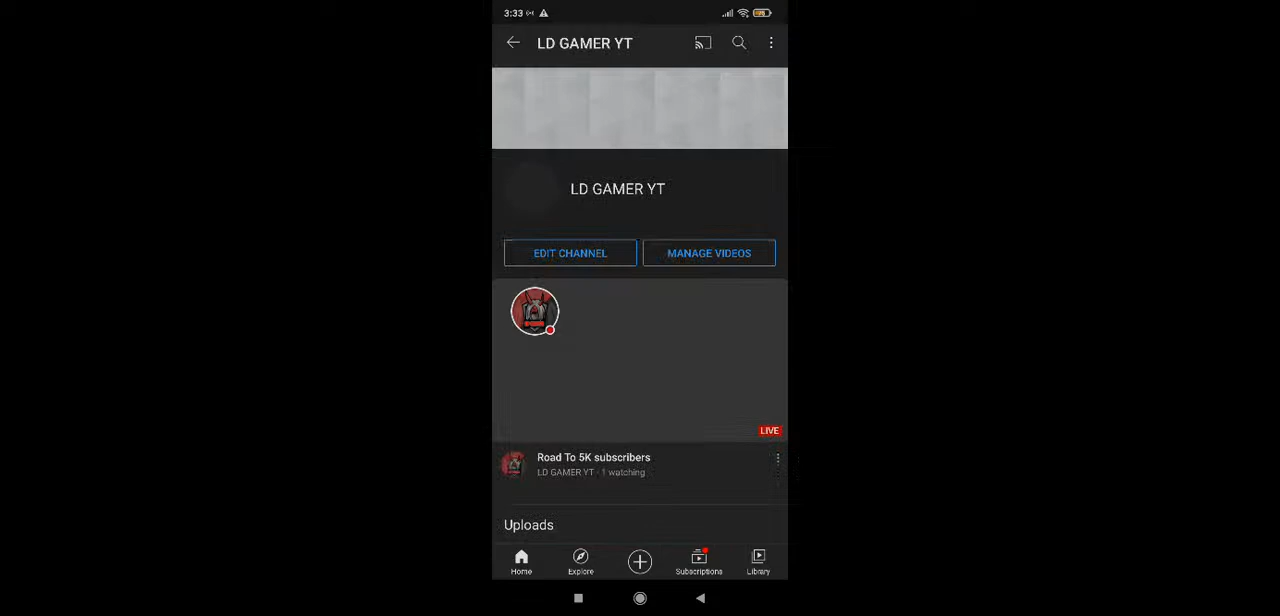 3:33
LD GAMER YT
LD GAMER YT
EDIT CHANNEL
MANAGE VIDEOS
LIVE
Road To 5K subscribers
LD GAMER YT · 1 watching
Uploads
Home
Explore
Subscriptions
Library